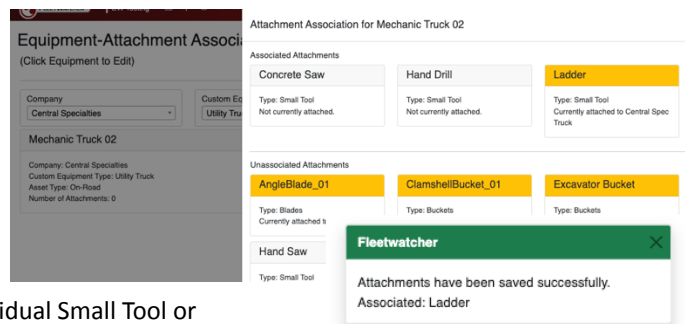 Equipment-Attachment Associa
(Click Equipment to Edit)
Company
Central Specialties
Custom Eq
Utility Tru
Mechanic Truck 02
Company: Central Specialties
Custom Equipment Type: Utility Truck
Asset Type: On-Road
Number of Attachments: 0
Attachment Association for Mechanic Truck 02
Associated Attachments
Concrete Saw
Type: Small Tool
Not currently attached.
Hand Drill
Type: Small Tool
Not currently attached.
Ladder
Type: Small Tool
Currently attached to Central Spec
Truck
Unassociated Attachments
AngleBlade_01
Type: Blades
Currently attached t
ClamshellBucket_01
Type: Buckets
Excavator Bucket
Type: Buckets
Hand Saw
Type: Small Tool
Fleetwatcher
Attachments have been saved successfully.
Associated: Ladder
vidual Small Tool or